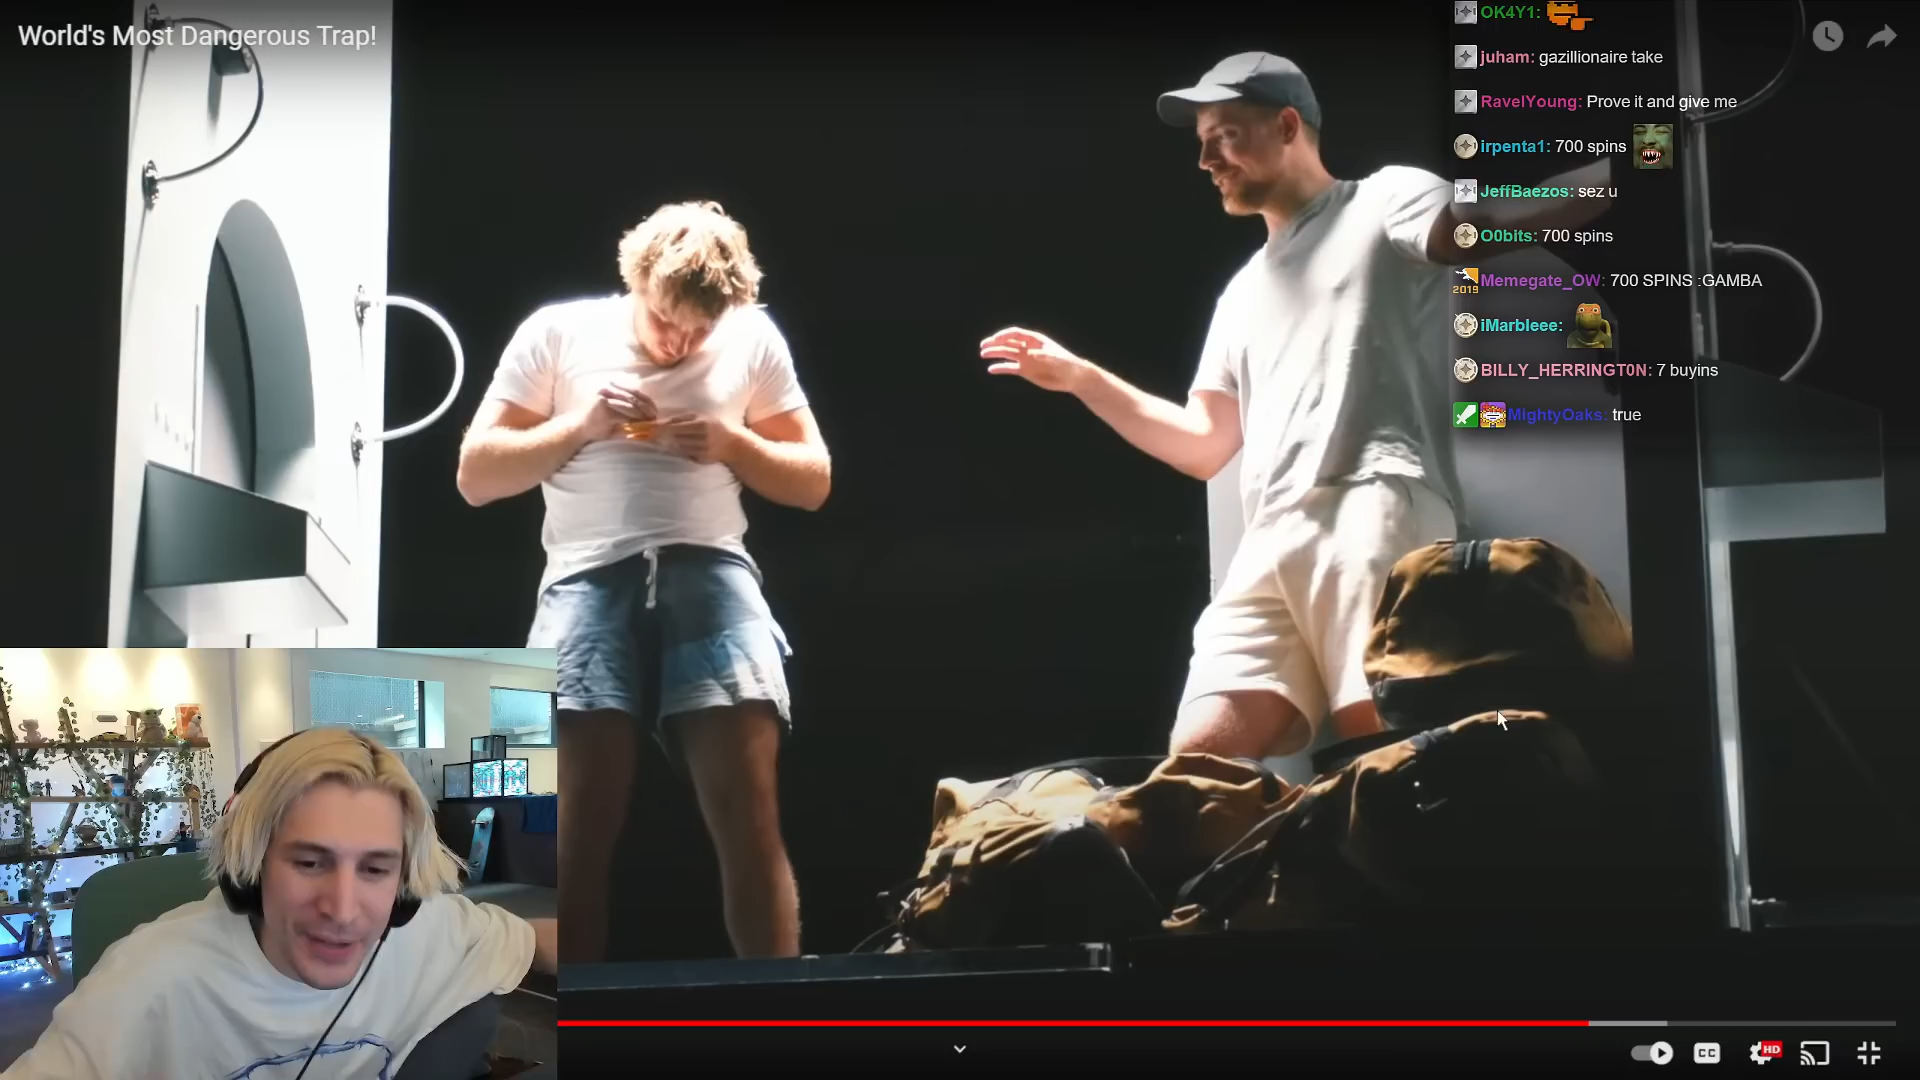 World's Most Dangerous Trap!
OK4Y1:
juham: gazillionaire take
RavelYoung: Prove it and give me
irpenta1: 700 spins
JeffBaezos: sez u
O0bits: 700 spins
2019 Memegate_OW: 700 SPINS :GAMBA
iMarbleee:
BILLY_HERRINGT0N: 7 buyins
MIghtyOaks: true
CC
HD